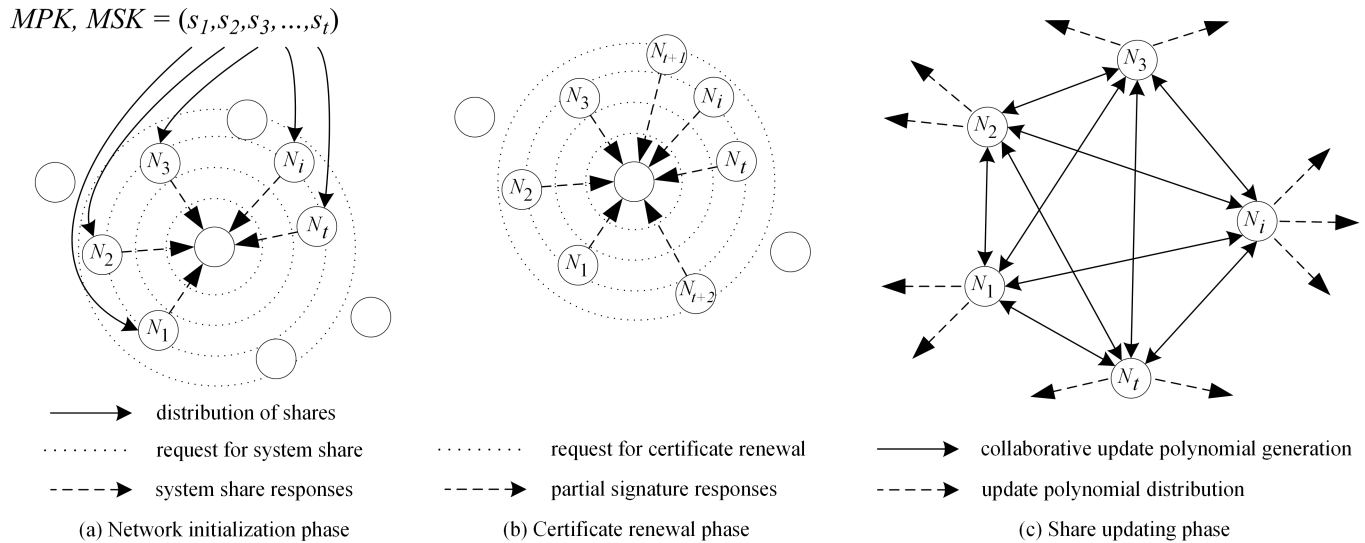 MPK, MSK = (s1,s2,s3,...,st)
N3
Ni
Nt
N2
N1
distribution of shares
request for system share
system share responses
(a) Network initialization phase
Nt+1
N3
Ni
Nt
N2
N1
Nt+2
request for certificate renewal
partial signature responses
(b) Certificate renewal phase
N3
N2
Ni
N1
Nt
collaborative update polynomial generation
update polynomial distribution
(c) Share updating phase